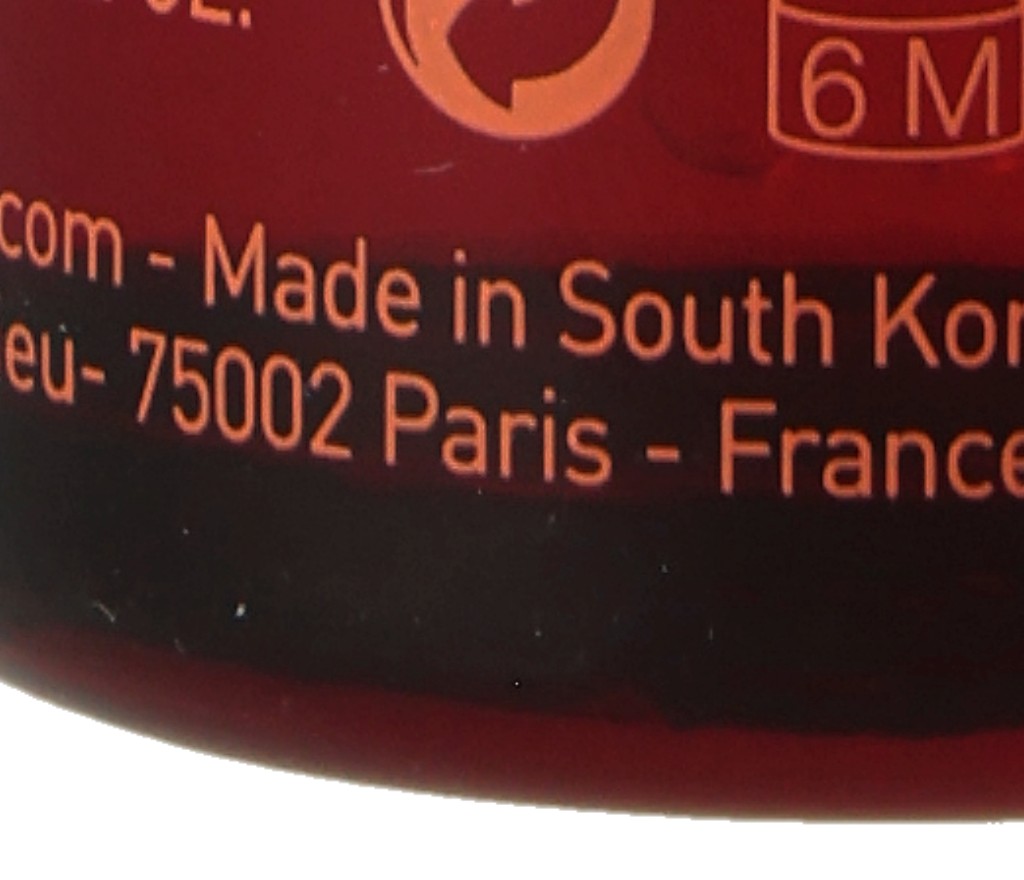 6 M
com - Made in South Kor
eu- 75002 Paris - France